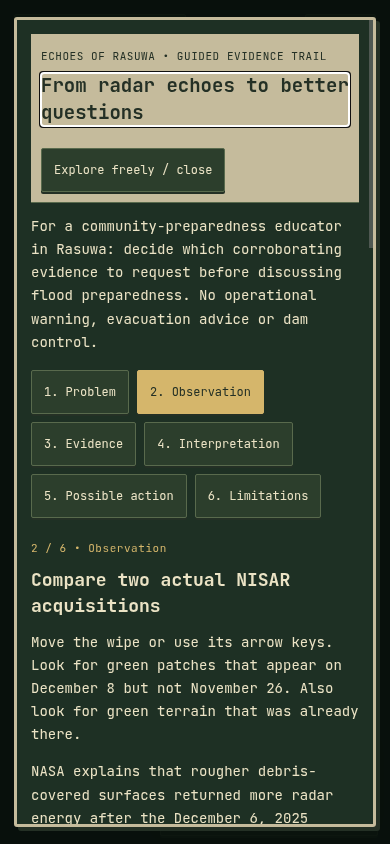 ECHOES OF RASUWA • GUIDED EVIDENCE TRAIL
From radar echoes to better
questions
Explore freely / close
For a community-preparedness educator
in Rasuwa: decide which corroborating
evidence to request before discussing
flood preparedness. No operational
warning, evacuation advice or dam
control.
1. Problem
2. Observation
3. Evidence
4. Interpretation
5. Possible action
6. Limitations
2 / 6 • Observation
Compare two actual NISAR
acquisitions
Move the wipe or use its arrow keys.
Look for green patches that appear on
December 8 but not November 26. Also
look for green terrain that was already
there.
NASA explains that rougher debris-
covered surfaces returned more radar
energy after the December 6, 2025